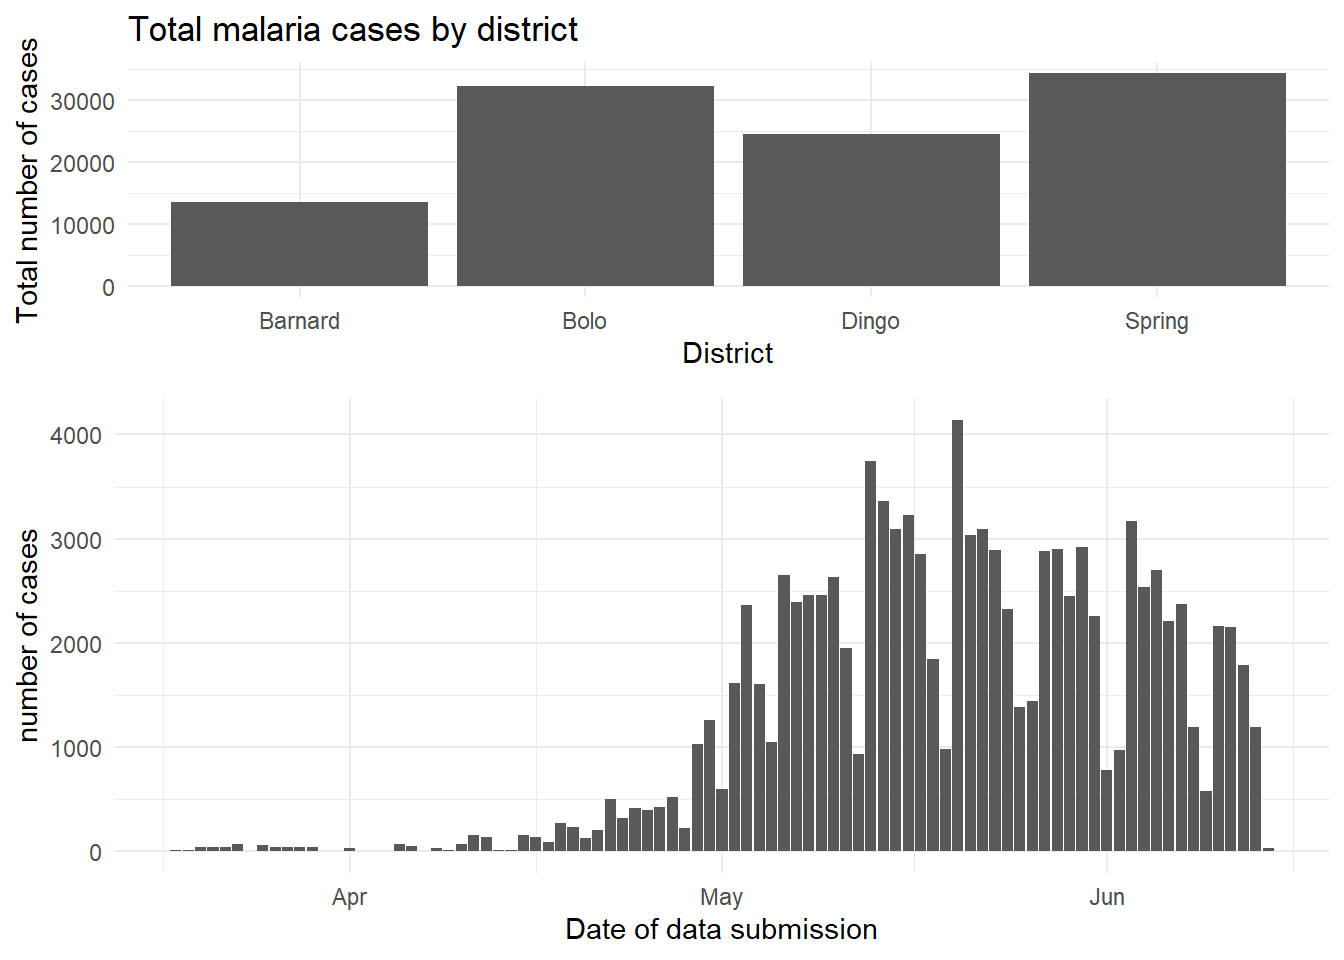 Total malaria cases by district
Total number of cases
30000
20000
10000
0
Barnard
Bolo
Dingo
Spring
District
number of cases
4000
3000
2000
1000
0
Apr
May
Jun
Date of data submission